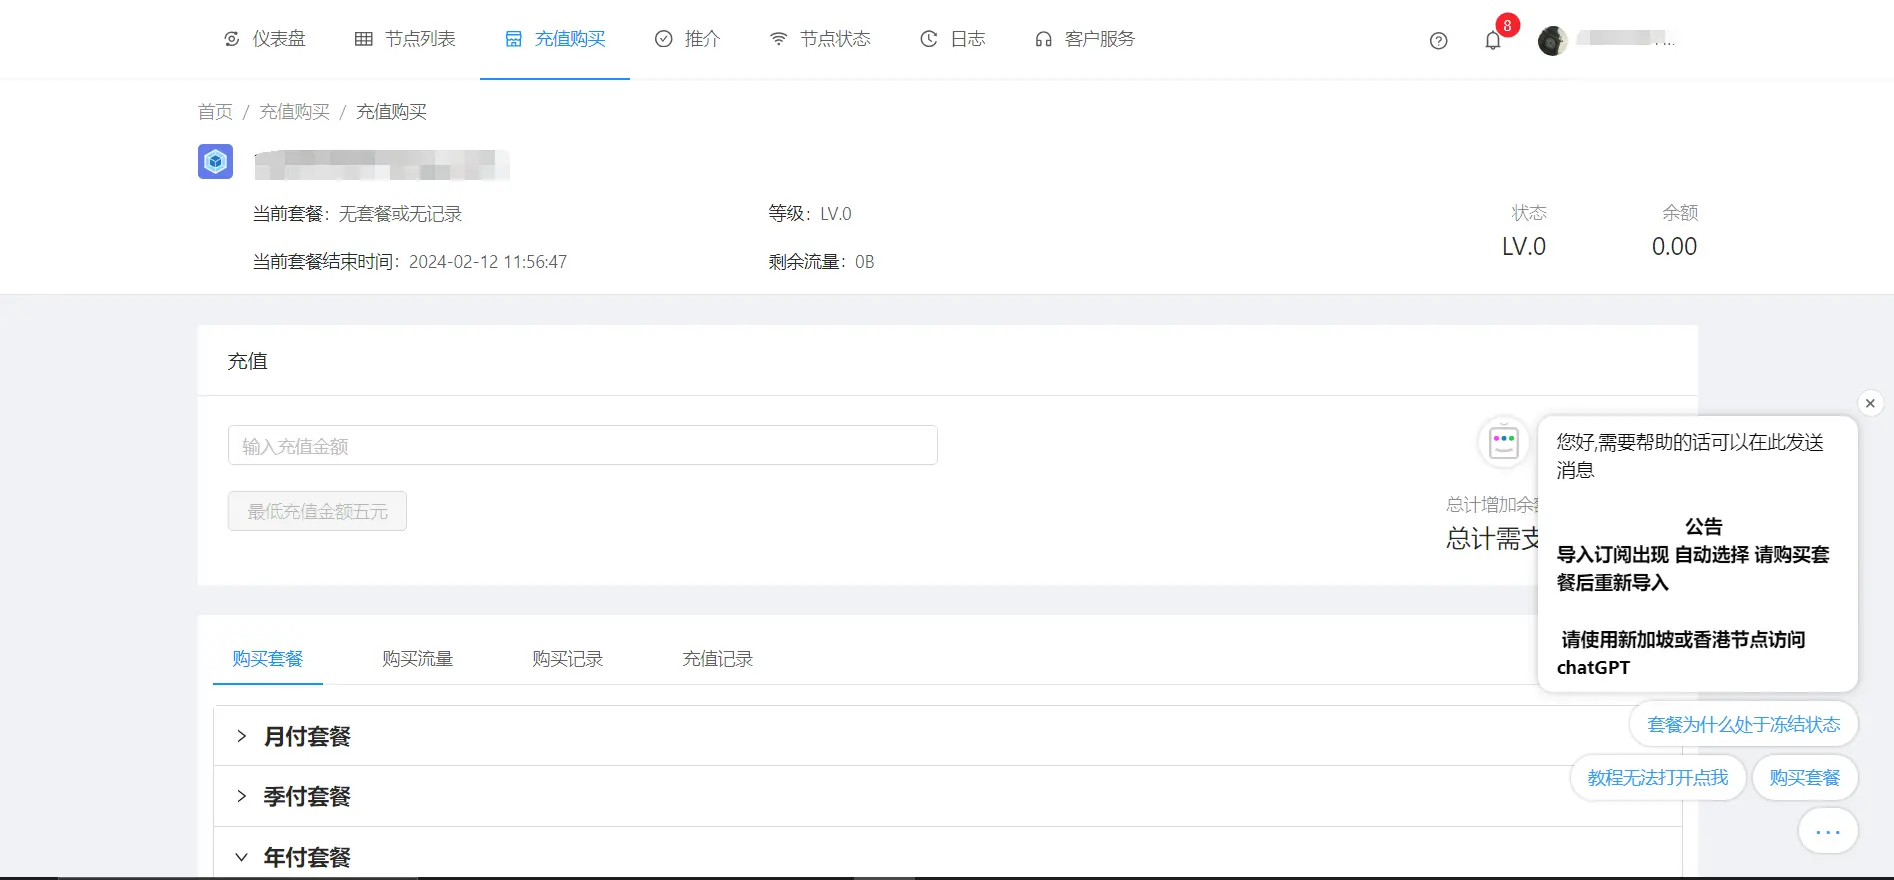 仪表盘 节点列表 充值购买 推介 节点状态 日志 客户服务 8
首页 / 充值购买 / 充值购买
当前套餐：无套餐或无记录 等级：LV.0 状态 余额
LV.0 0.00
当前套餐结束时间：2024-02-12 11:56:47 剩余流量：0B
充值
输入充值金额
最低充值金额五元
总计增加余
总计需支
您好,需要帮助的话可以在此发送
消息
公告
导入订阅出现 自动选择 请购买套
餐后重新导入
请使用新加坡或香港节点访问
chatGPT
购买套餐 购买流量 购买记录 充值记录
月付套餐
季付套餐
年付套餐
套餐为什么处于冻结状态
教程无法打开点我 购买套餐
...